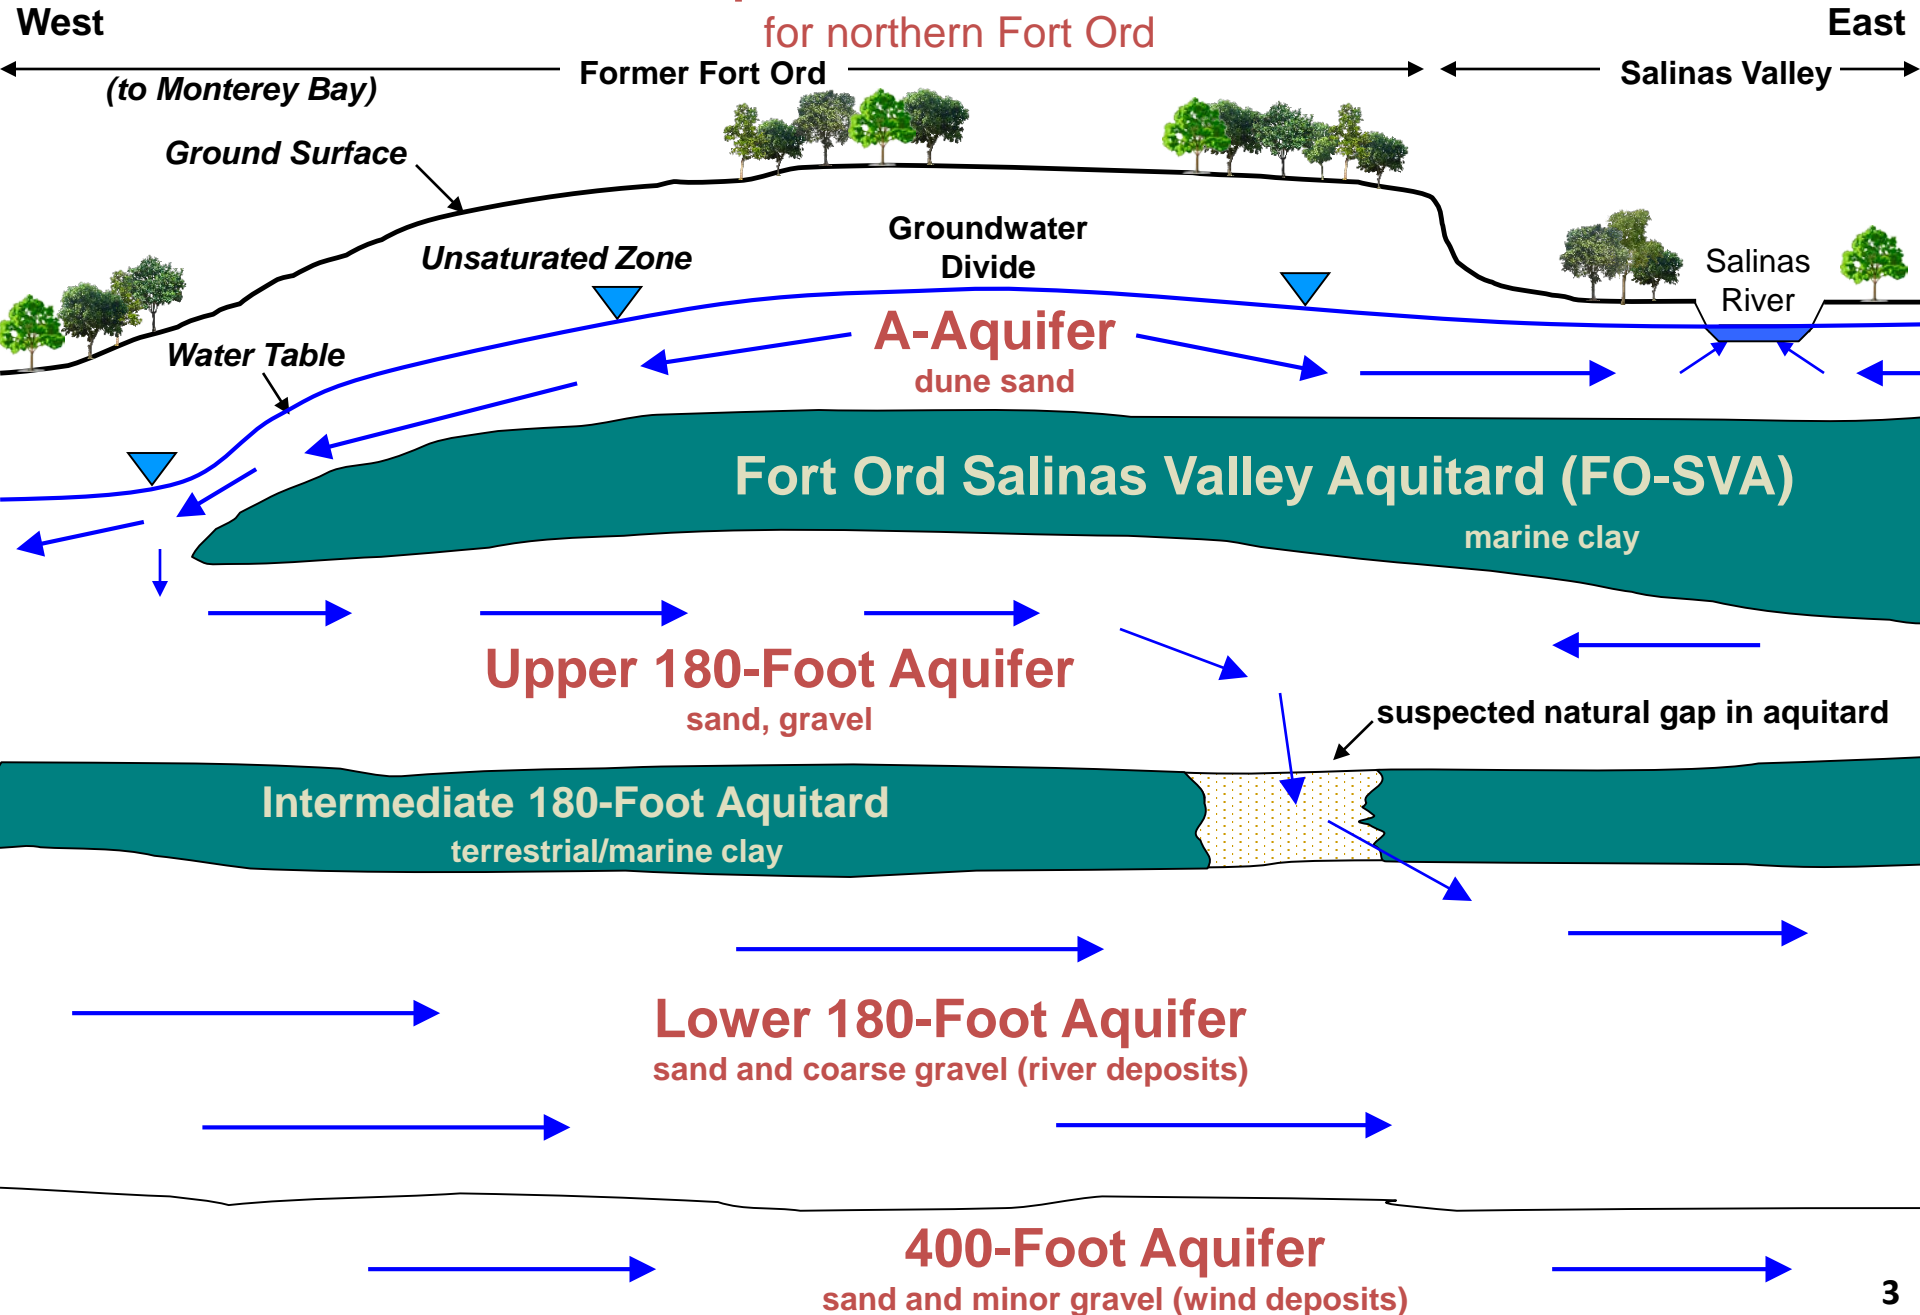 for northern Fort Ord
West
East
Former Fort Ord
Salinas Valley
(to Monterey Bay)
Ground Surface
Unsaturated Zone
Groundwater
Divide
Salinas
River
A-Aquifer
dune sand
Water Table
Fort Ord Salinas Valley Aquitard (FO-SVA)
marine clay
Upper 180-Foot Aquifer
sand, gravel
suspected natural gap in aquitard
Intermediate 180-Foot Aquitard
terrestrial/marine clay
Lower 180-Foot Aquifer
sand and coarse gravel (river deposits)
400-Foot Aquifer
sand and minor gravel (wind deposits)
3